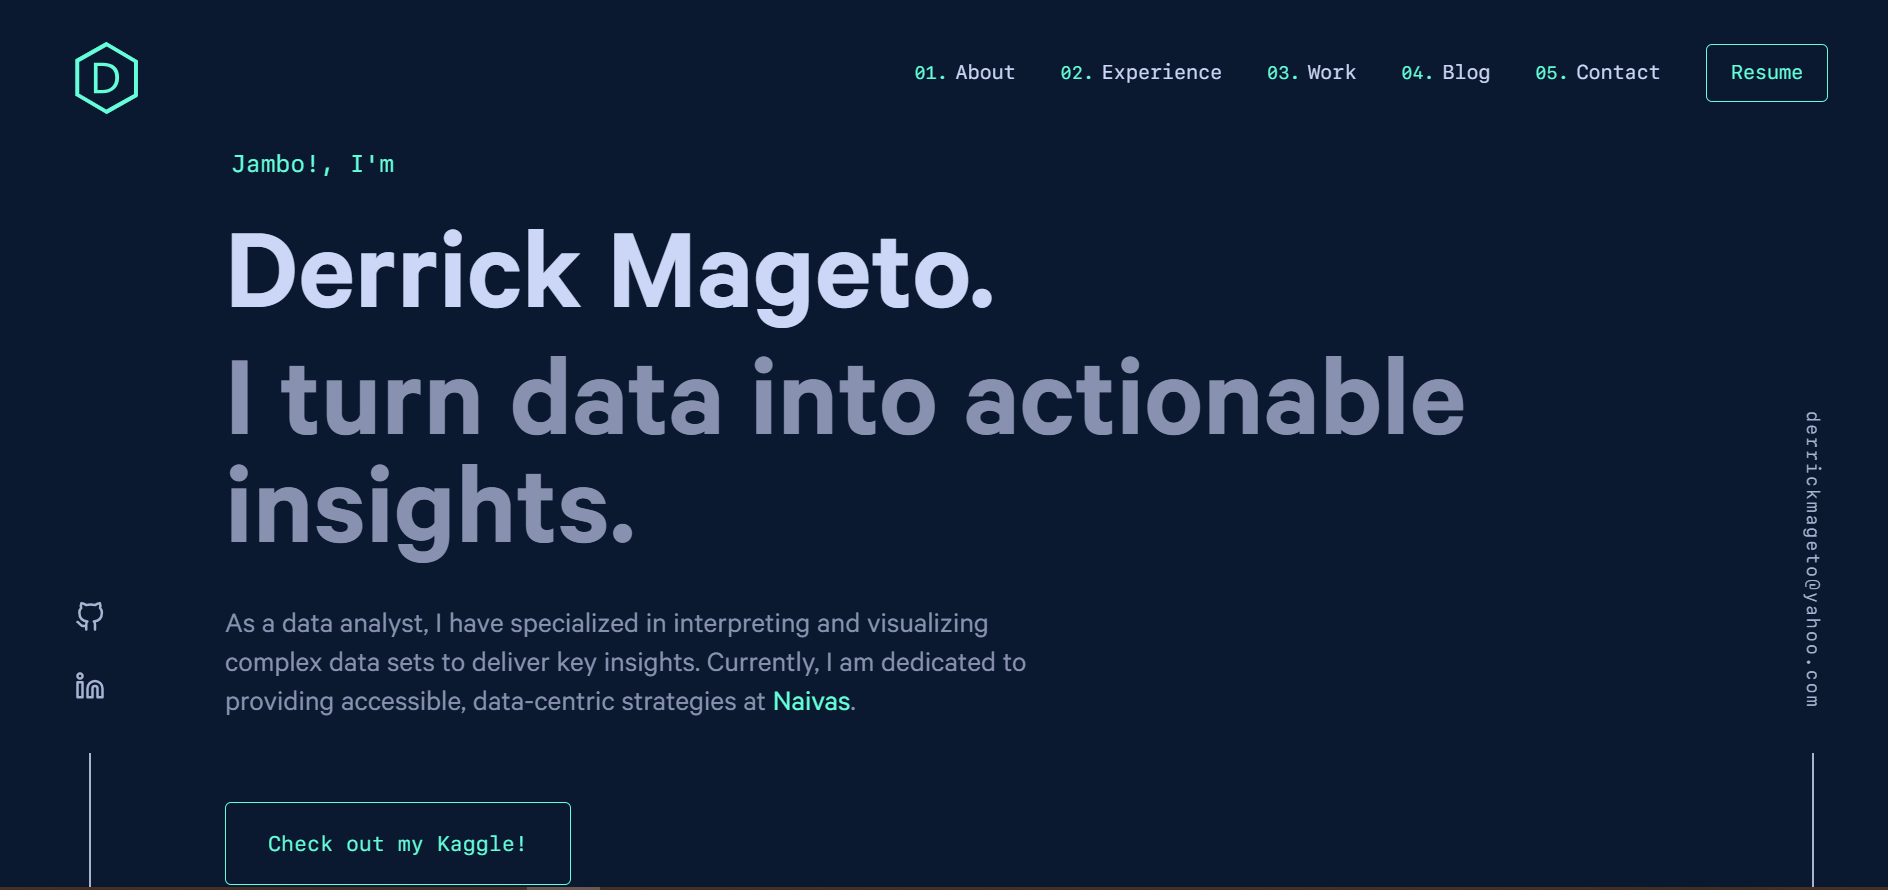 D
01. About 02. Experience 03. Work 04. Blog 05. Contact Resume
Jambo!, I'm
Derrick Mageto.
I turn data into actionable
insights.
As a data analyst, I have specialized in interpreting and visualizing
complex data sets to deliver key insights. Currently, I am dedicated to
providing accessible, data-centric strategies at Naivas.
Check out my Kaggle!
in
derrickmageto@yahoo.com